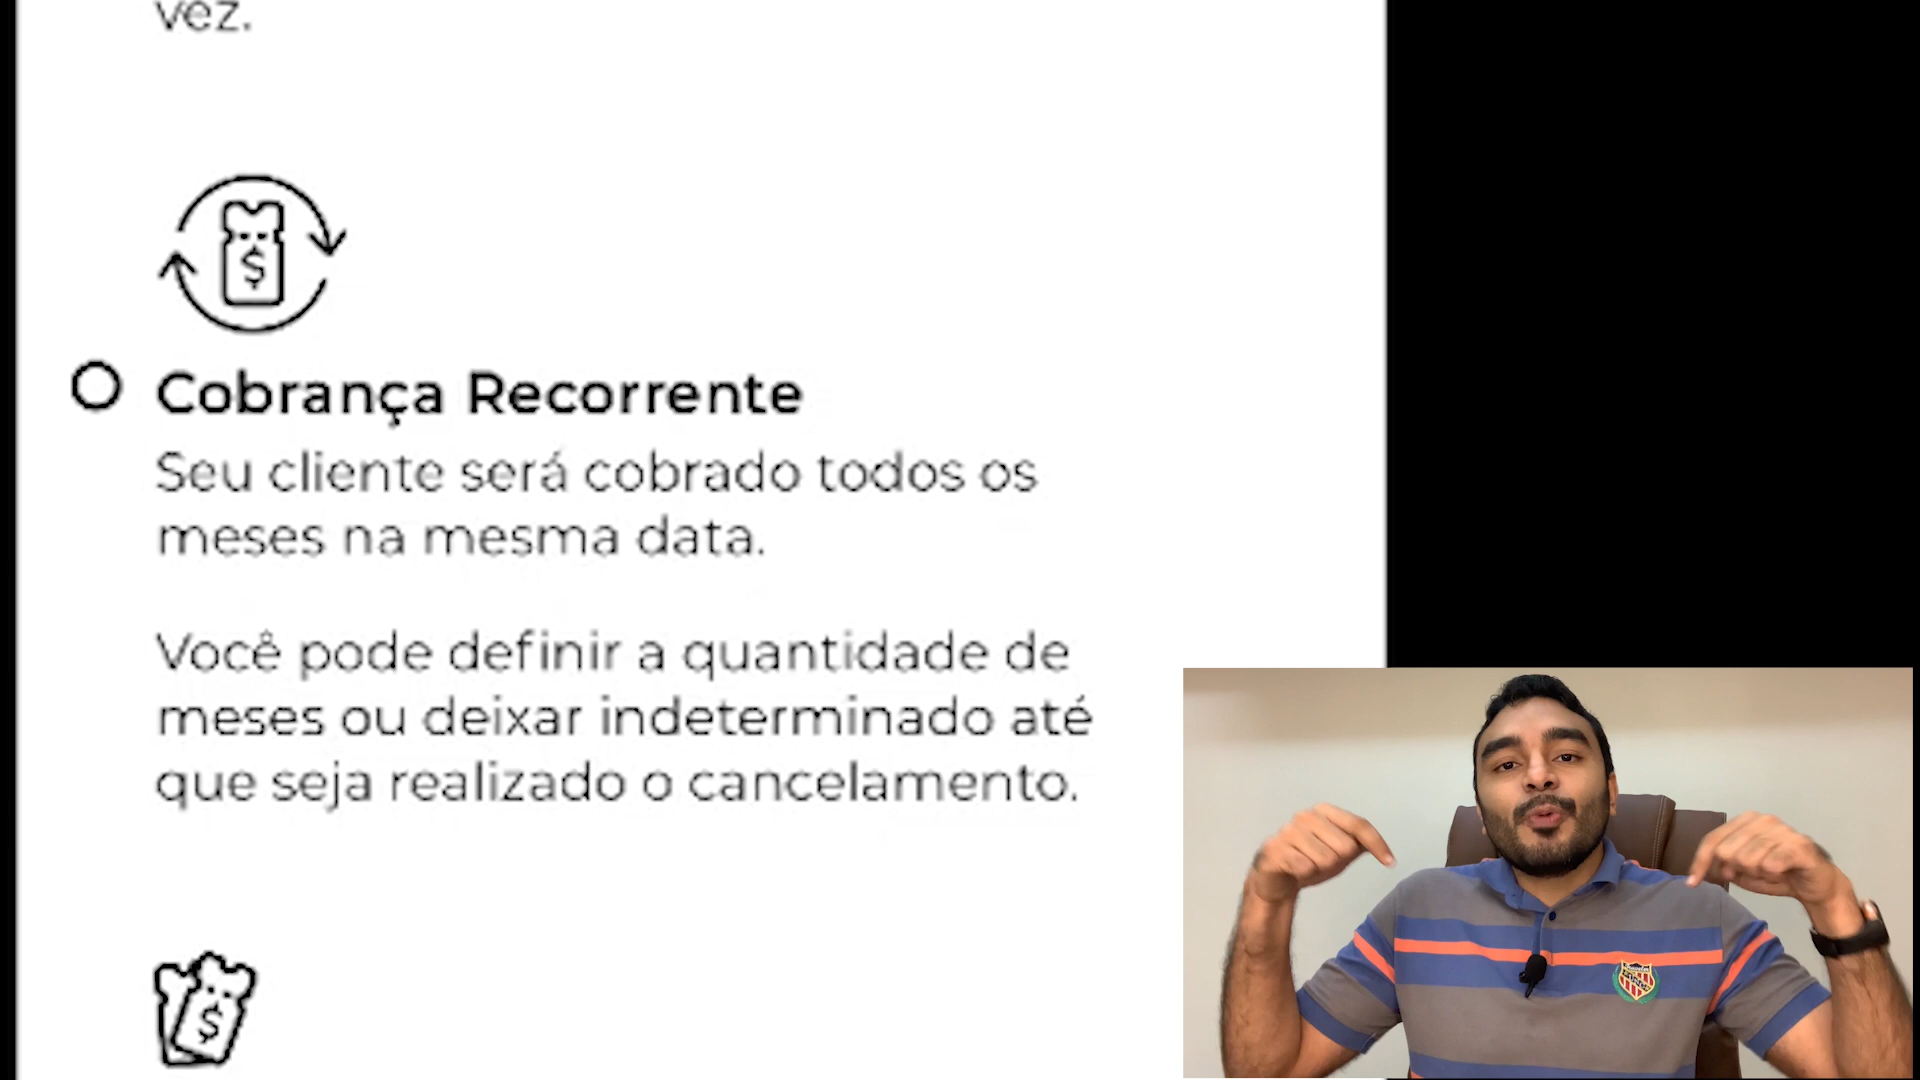 vez.
$
Cobrança Recorrente
Seu cliente será cobrado todos os
meses na mesma data.
Você pode definir a quantidade de
meses ou deixar indeterminado até
que seja realizado o cancelamento.
$